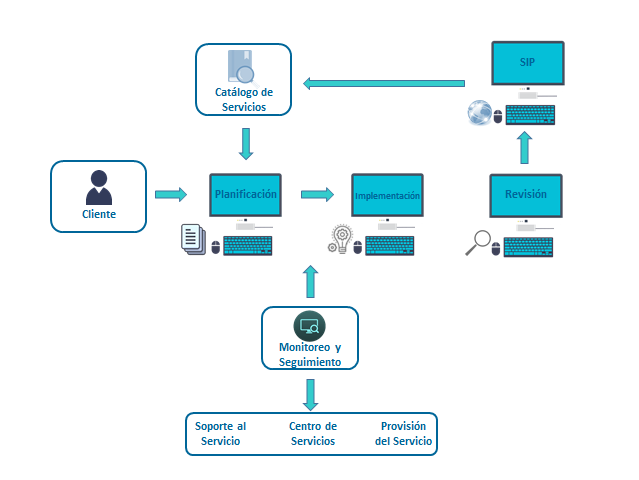 SIP
Catálogo de
Servicios
Cliente
Planificación
Implementación
Revisión
Monitoreo y
Seguimiento
Soporte al
Servicio
Centro de
Servicios
Provisión
del Servicio